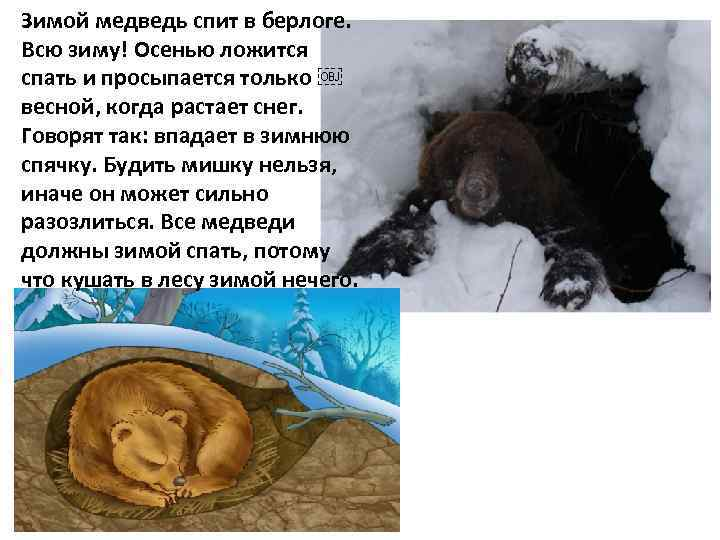 Зимой медведь спит в берлоге.
Всю зиму! Осенью ложится
спать и просыпается только ￼
весной, когда растает снег.
Говорят так: впадает в зимнюю
спячку. Будить мишку нельзя,
иначе он может сильно
разозлиться. Все медведи
должны зимой спать, потому
что кушать в лесу зимой нечего.